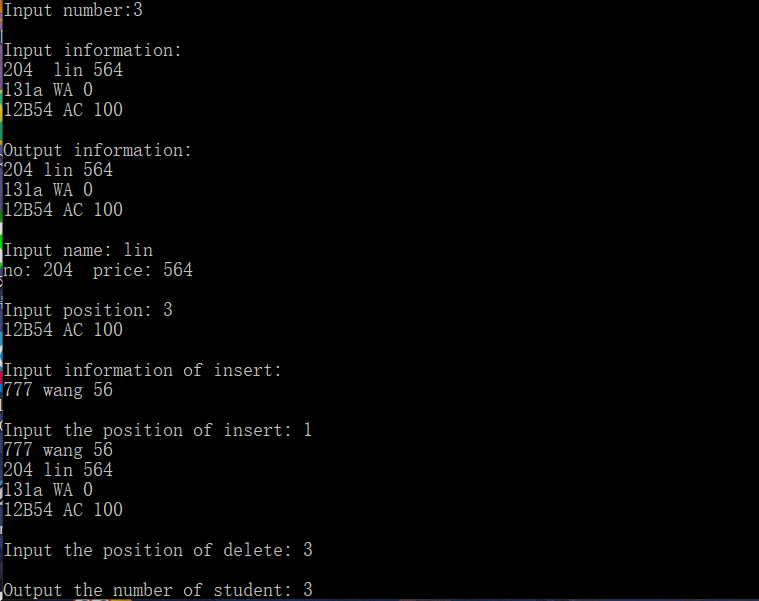 Input number:3
Input information:
204  lin 564
131a WA 0
12B54 AC 100
Output information:
204 lin 564
131a WA 0
12B54 AC 100
Input name: lin
no: 204  price: 564
Input position: 3
12B54 AC 100
Input information of insert:
777 wang 56
Input the position of insert: 1
777 wang 56
204 lin 564
131a WA 0
12B54 AC 100
Input the position of delete: 3
Output the number of student: 3